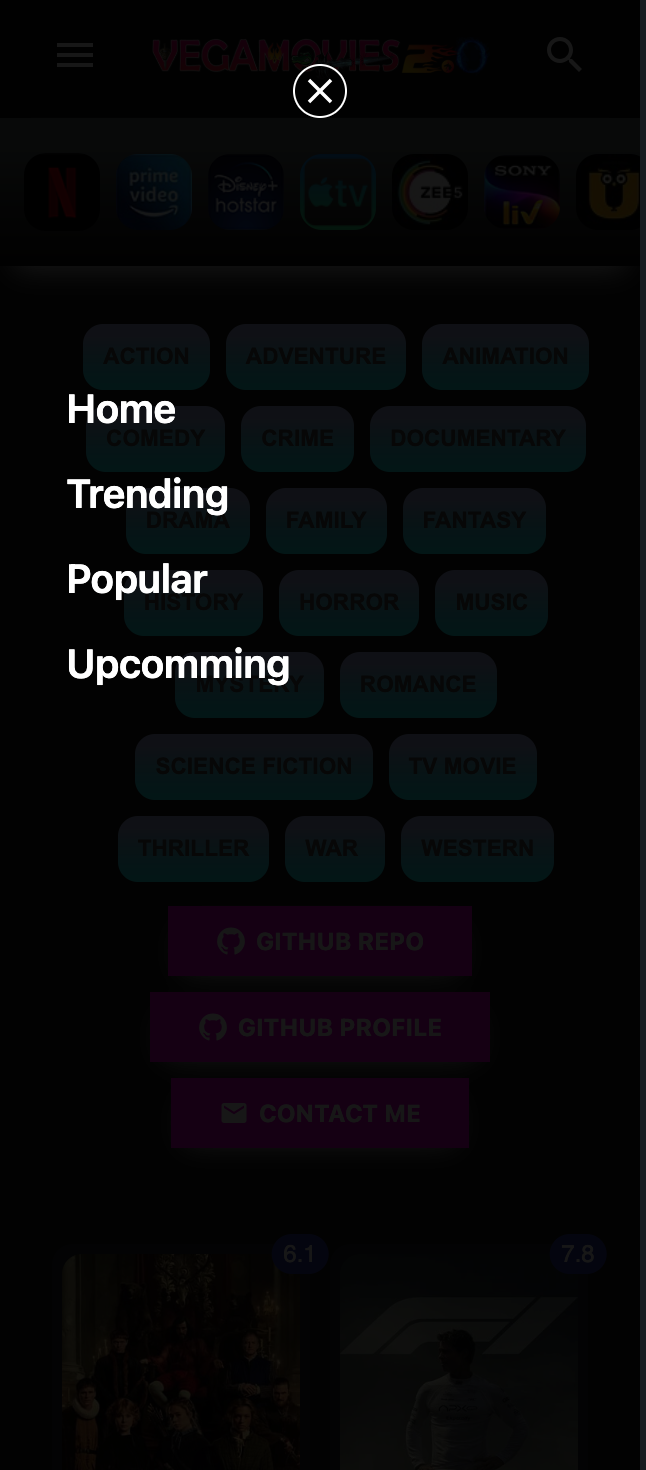 VEGAMOVIES 2.0
prime video
Disney+ hotstar
tv
ZEE5
SONY liv
ACTION ADVENTURE ANIMATION
Home
COMEDY CRIME DOCUMENTARY
Trending
DRAMA FAMILY FANTASY
Popular
HISTORY HORROR MUSIC
Upcomming
MYSTERY ROMANCE
SCIENCE FICTION TV MOVIE
THRILLER WAR WESTERN
GITHUB REPO
GITHUB PROFILE
CONTACT ME
6.1 7.8